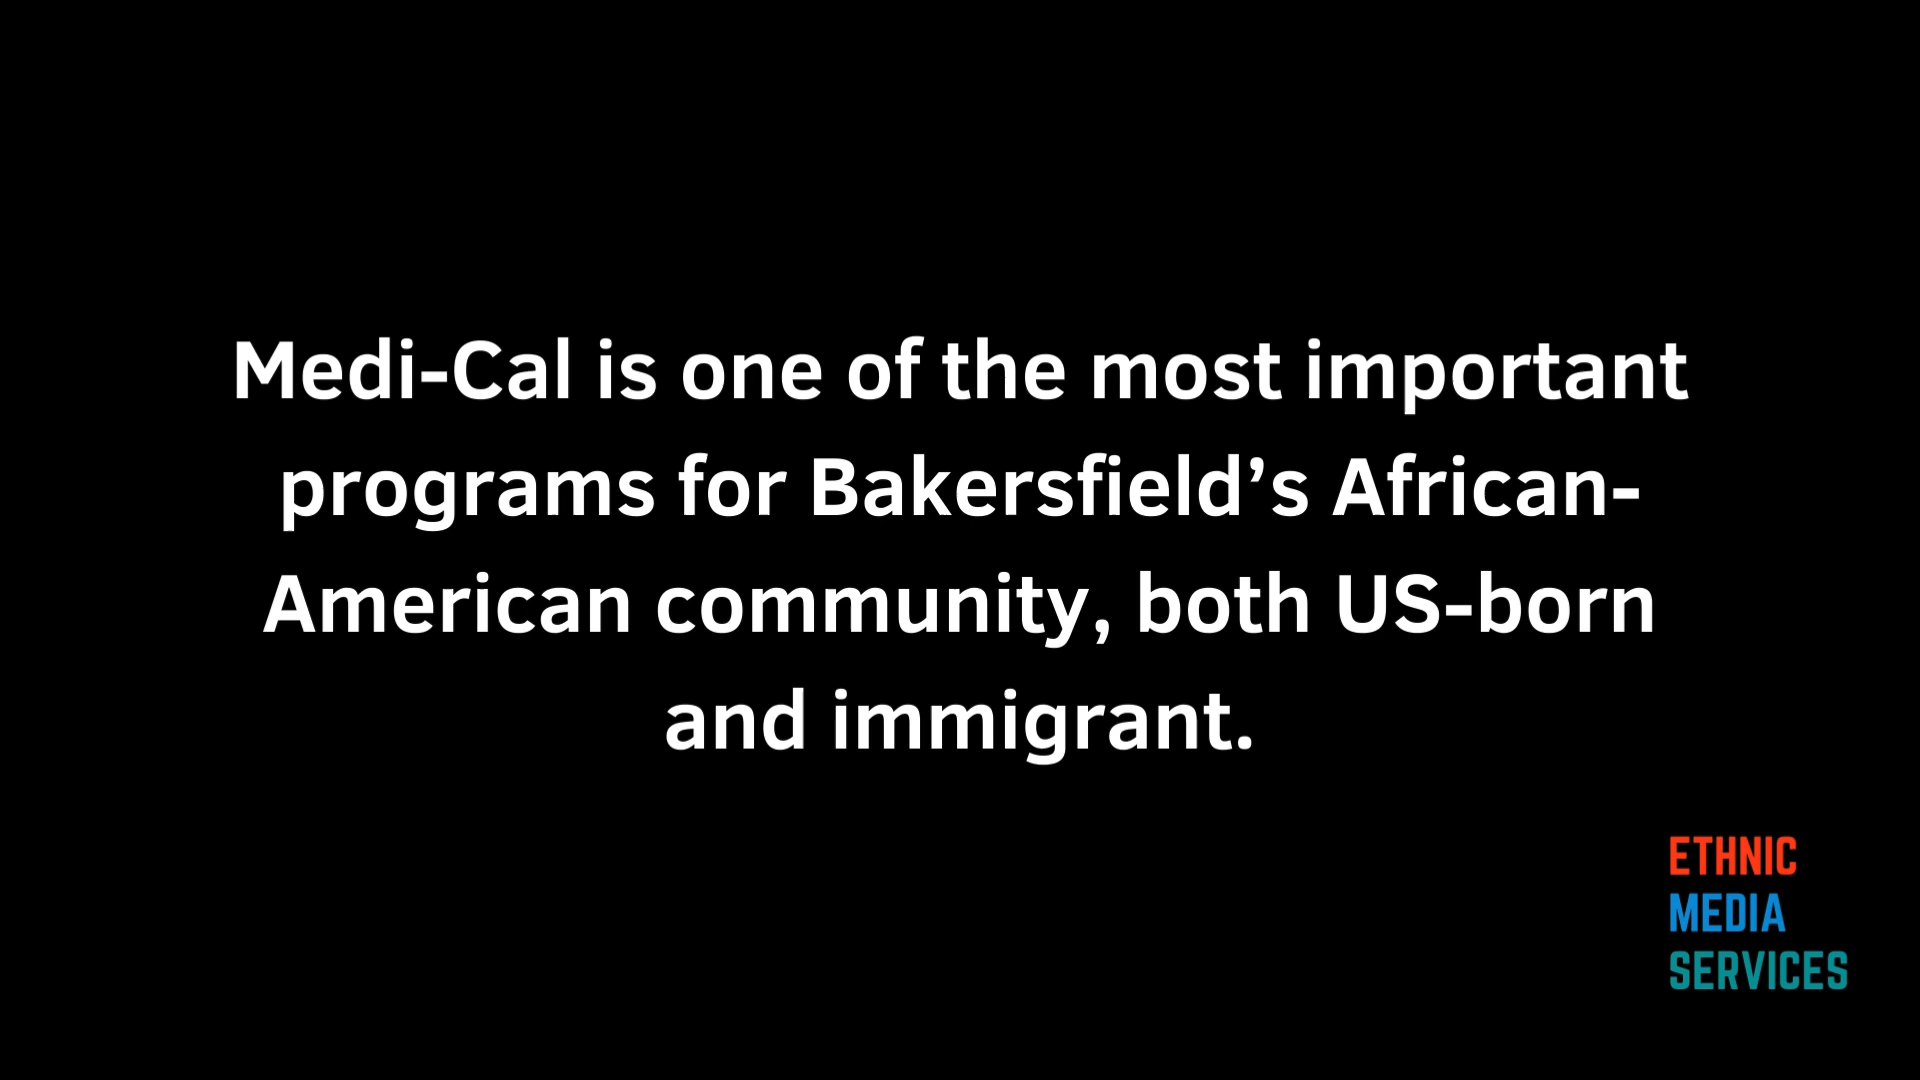 Medi-Cal is one of the most important
programs for Bakersfield’s African-
American community, both US-born
and immigrant.
ETHNIC
MEDIA
SERVICES